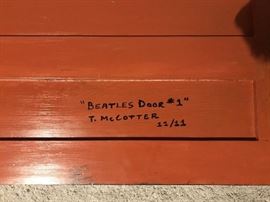 "BEATLES DOOR #1"
T. MCCOTTER
11/11